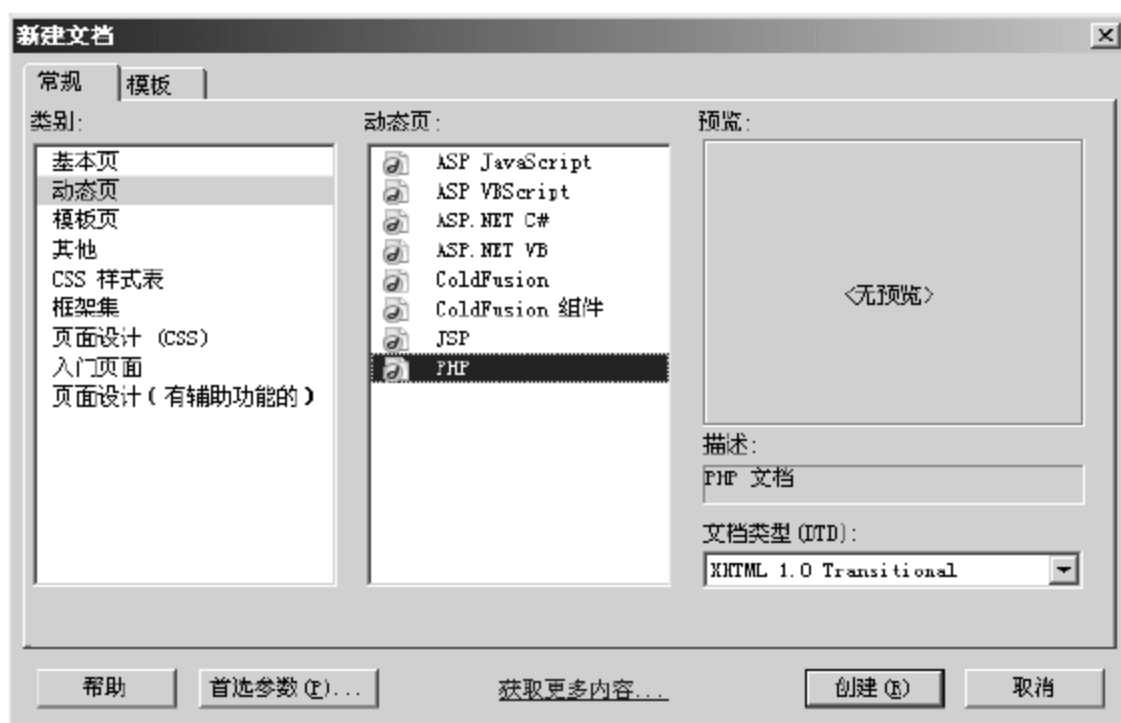 新建文档
常规
模板
类别:
基本页
动态页
模板页
其他
CSS 样式表
框架集
页面设计 (CSS)
入门页面
页面设计(有辅助功能的)
动态页:
ASP JavaScript
ASP VBScript
ASP.NET C#
ASP.NET VB
ColdFusion
ColdFusion 组件
JSP
PHP
预览:
<无预览>
描述:
PHP 文档
文档类型(DTD):
XHTML 1.0 Transitional
帮助
首选参数(P)...
获取更多内容...
创建(R)
取消